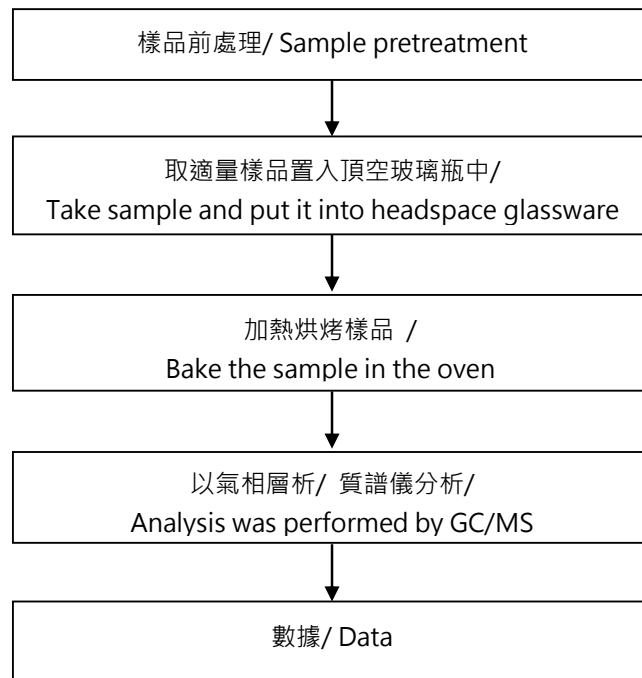 樣品前處理/ Sample pretreatment
取適量樣品置入頂空玻璃瓶中/
Take sample and put it into headspace glassware
加熱烘烤樣品 /
Bake the sample in the oven
以氣相層析/ 質譜儀分析/
Analysis was performed by GC/MS
數據/ Data